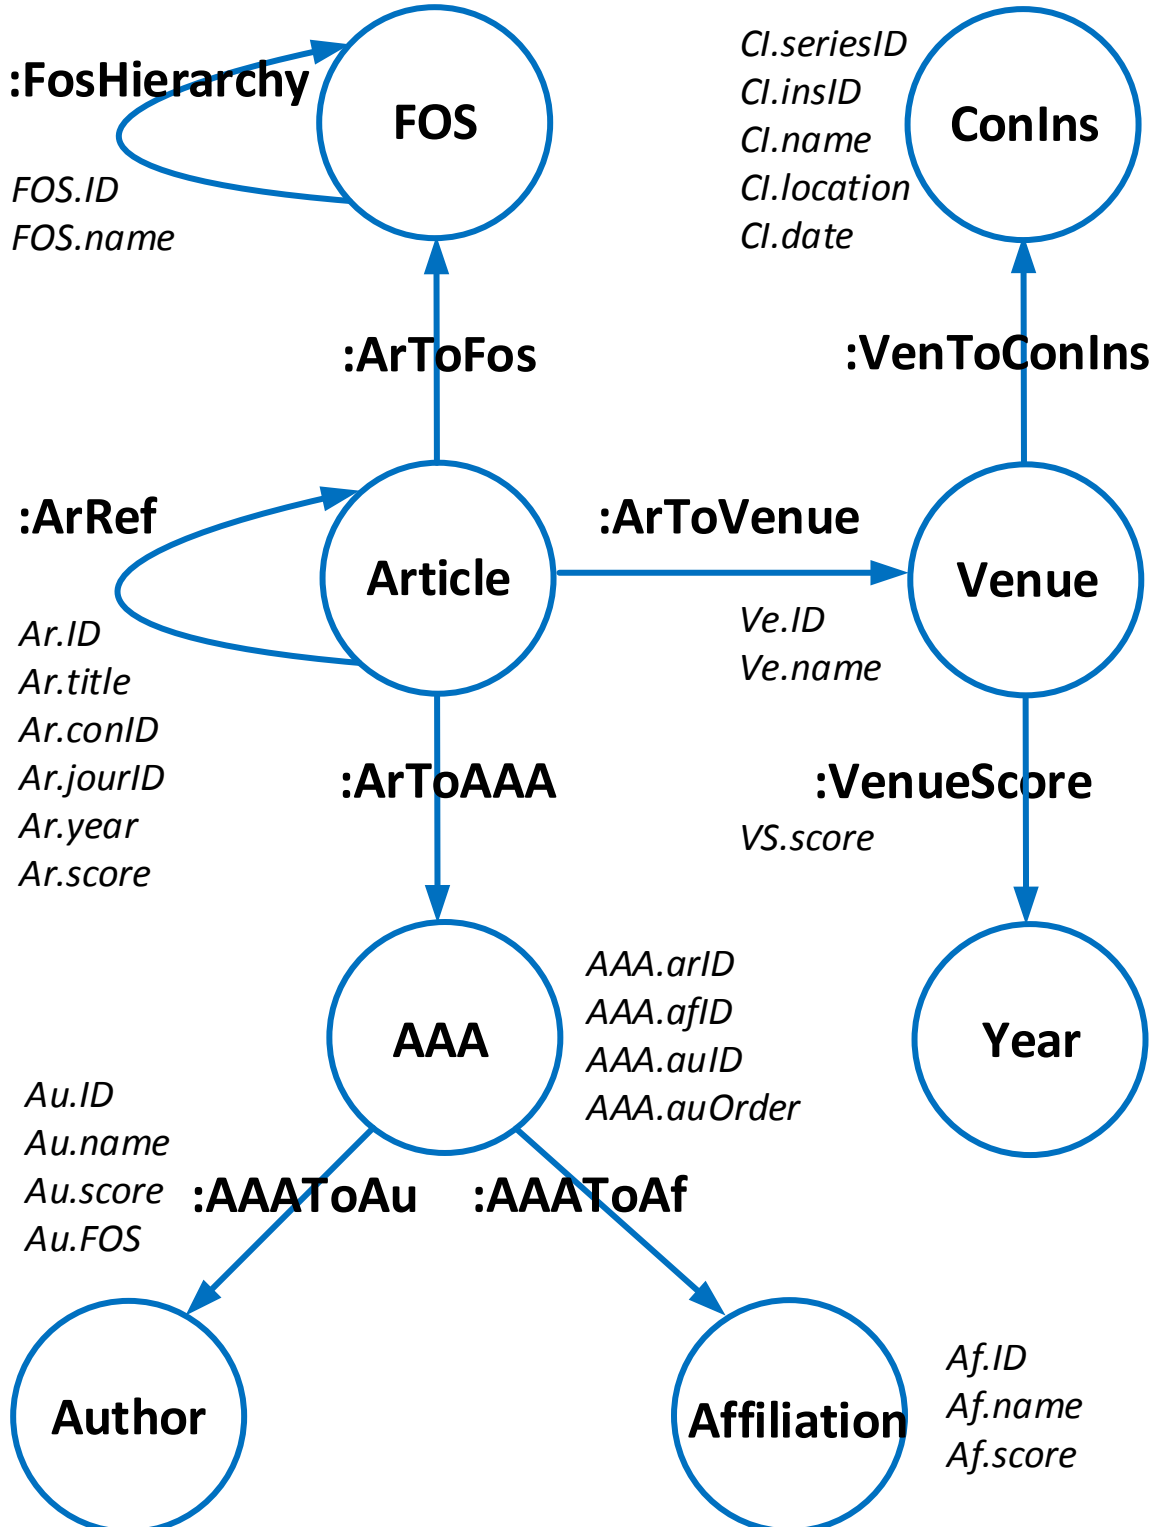 :FosHierarchy
FOS
FOS.ID
FOS.name
CI.seriesID
CI.insID
CI.name
CI.location
CI.date
ConIns
:ArToFos
:VenToConIns
:ArRef
Article
:ArToVenue
Venue
Ar.ID
Ar.title
Ar.conID
Ar.jourID
Ar.year
Ar.score
Ve.ID
Ve.name
:ArToAAA
:VenueScore
VS.score
AAA
AAA.arID
AAA.afID
AAA.auID
AAA.auOrder
Year
Au.ID
Au.name
Au.score
Au.FOS
:AAAToAu
:AAAToAf
Author
Affiliation
Af.ID
Af.name
Af.score